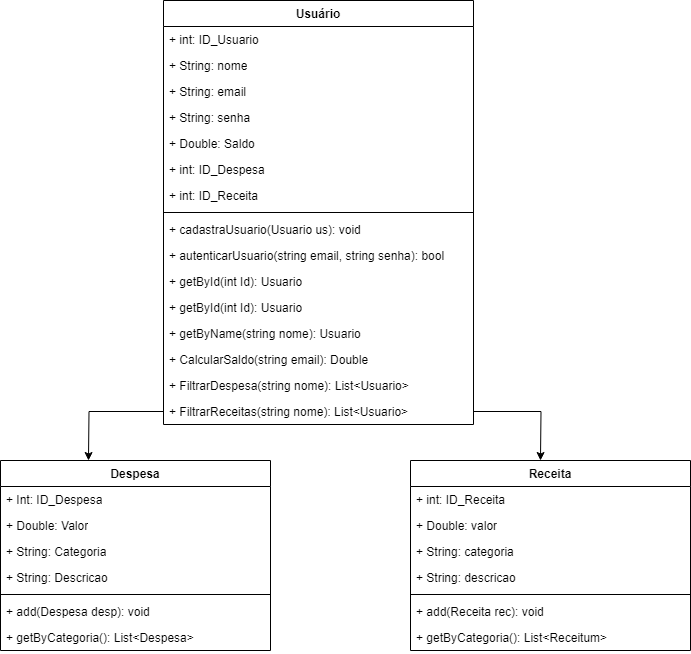 Usuário
+ int: ID_Usuario
+ String: nome
+ String: email
+ String: senha
+ Double: Saldo
+ int: ID_Despesa
+ int: ID_Receita
+ cadastraUsuario(Usuario us): void
+ autenticarUsuario(string email, string senha): bool
+ getById(int Id): Usuario
+ getById(int Id): Usuario
+ getByName(string nome): Usuario
+ CalcularSaldo(string email): Double
+ FiltrarDespesa(string nome): List<Usuario>
+ FiltrarReceitas(string nome): List<Usuario>
Despesa
+ Int: ID_Despesa
+ Double: Valor
+ String: Categoria
+ String: Descricao
+ add(Despesa desp): void
+ getByCategoria(): List<Despesa>
Receita
+ int: ID_Receita
+ Double: valor
+ String: categoria
+ String: descricao
+ add(Receita rec): void
+ getByCategoria(): List<Receitum>